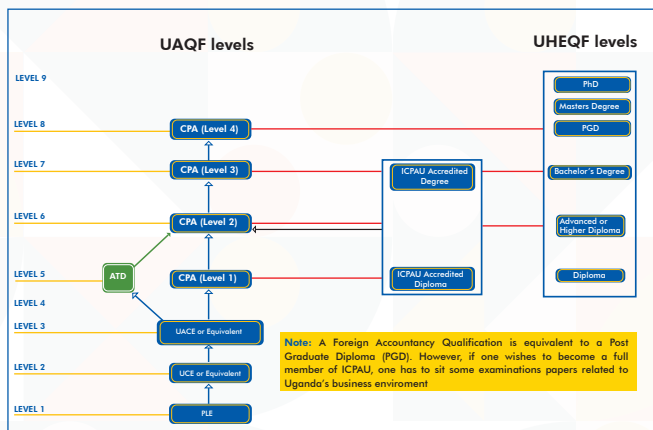 UAQF levels
UHEQF levels
LEVEL 9
PhD
Masters Degree
LEVEL 8
CPA (Level 4)
PGD
LEVEL 7
CPA (Level 3)
ICPAU Accredited
Degree
Bachelor's Degree
LEVEL 6
CPA (Level 2)
Advanced or
Higher Diploma
LEVEL 5
ATD
CPA (Level 1)
ICPAU Accredited
Diploma
Diploma
LEVEL 4
LEVEL 3
UACE or Equivalent
Note: A Foreign Accountancy Qualification is equivalent to a Post
Graduate Diploma (PGD). However, if one wishes to become a full
member of ICPAU, one has to sit some examinations papers related to
Uganda's business enviroment
LEVEL 2
UCE or Equivalent
LEVEL 1
PLE